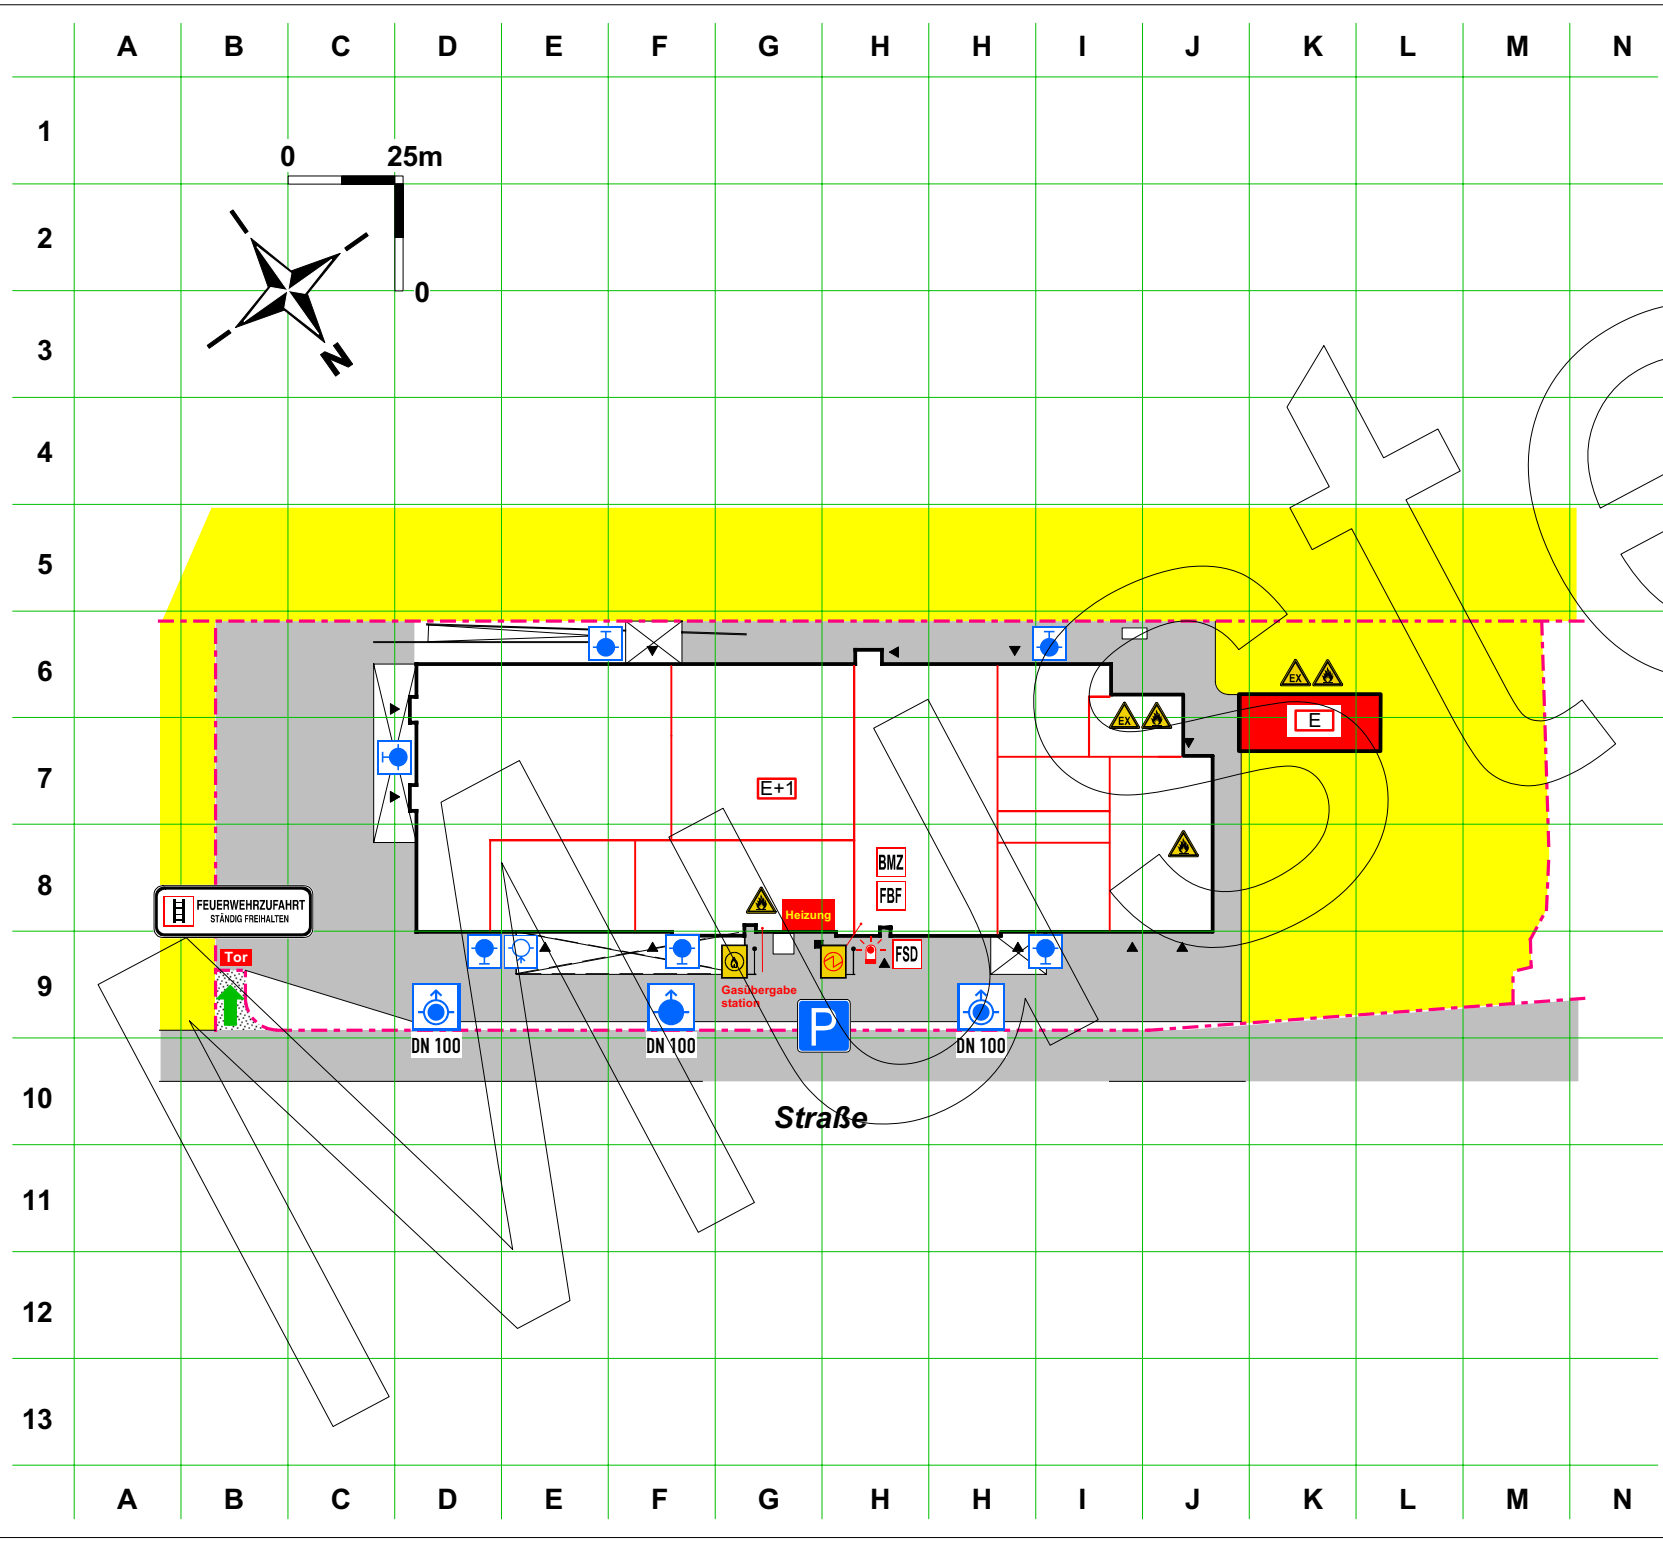 A B C D E F G H H I J K L M N
1
0 25m
2
0
3
N
4
5
6
EX
EX
E
7
E+1
8
BMZ
FBF
FEUERWEHRZUFAHRT
STÄNDIG FREIHALTEN
Heizung
Tor
FSD
9
Gasübergabe
station
P
DN 100 DN 100 DN 100
10
Straße
11
12
13
A B C D E F G H H I J K L M N
Muste